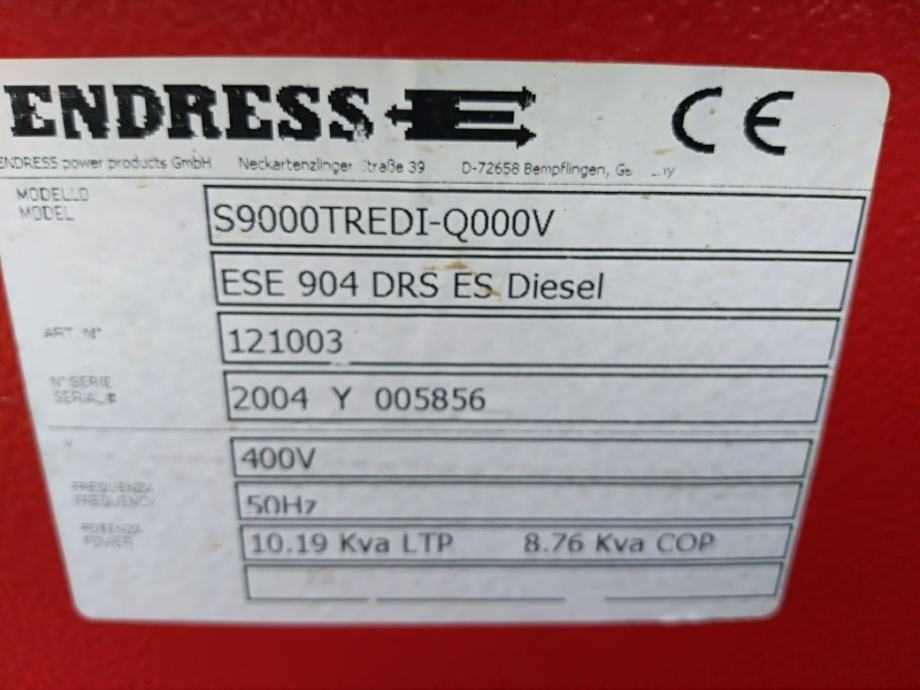 ENDRESS CE
ENDRESS power products GmbH Neckartenzlinger Straße 39 D-72658 Bempflingen,
MODELLO
MODEL
S9000TREDI-Q000V
ESE 904 DRS ES Diesel
ART. N° 121003
N° SERIE
SERIAL# 2004 Y 005856
V 400V
FREQUENZA
FREQUENCY 50Hz
POTENZA
POWER 10.19 Kva LTP 8.76 Kva COP